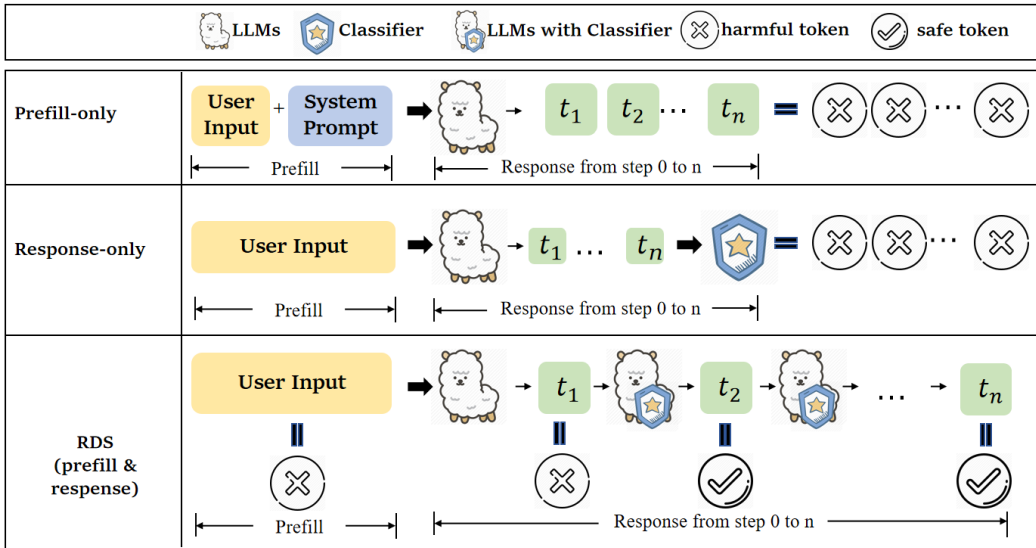 LLMs Classifier LLMs with Classifier harmful token safe token
Prefill-only
User
Input
+
System
Prompt
t1 t2 ... tn
Prefill
Response from step 0 to n
Response-only
User Input
t1 ... tn
Prefill
Response from step 0 to n
RDS
(prefill &
respense)
User Input
t1 t2 ... tn
Prefill
Response from step 0 to n